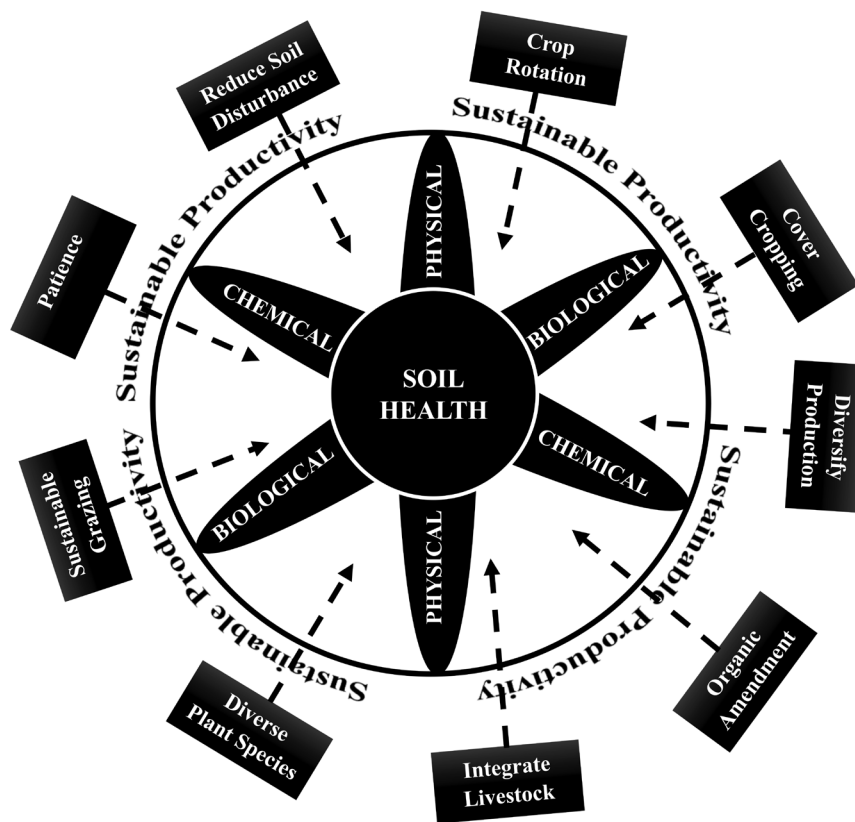 Crop
Rotation
Reduce Soil
Disturbance
Sustainable Productivity
Sustainable Productivity
PHYSICAL
Cover
Cropping
Patience
CHEMICAL
BIOLOGICAL
SOIL
HEALTH
Diversify
Production
BIOLOGICAL
CHEMICAL
Sustainable
Grazing
PHYSICAL
Sustainable Productivity
Sustainable Productivity
Organic
Amendment
Diverse
Plant Species
Integrate
Livestock